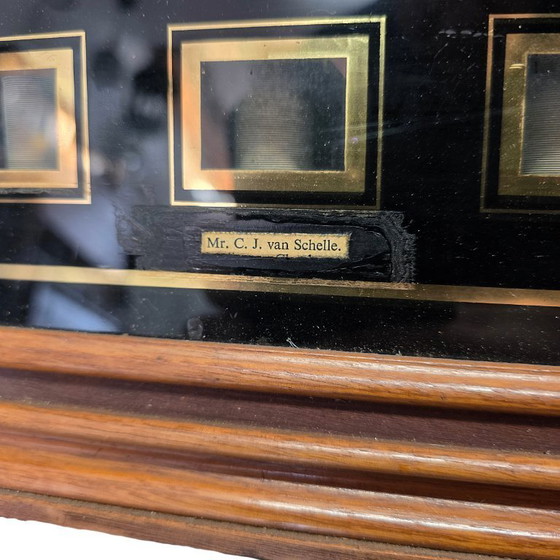 Mr. C. J. van Schelle.